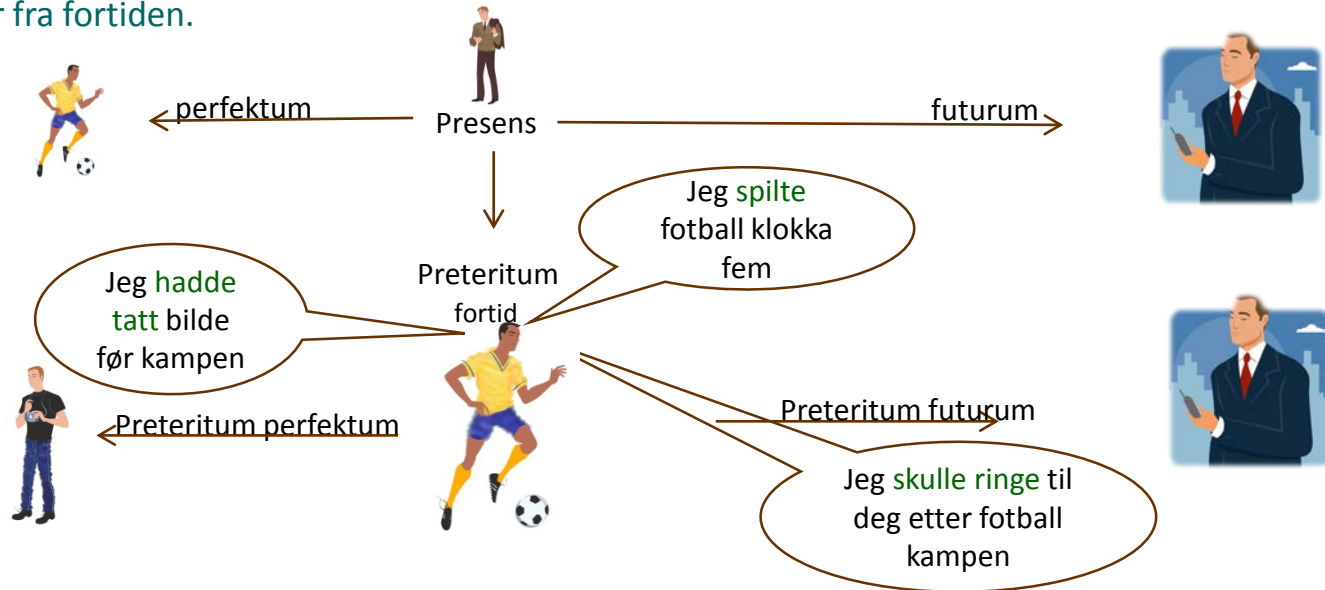 r fra fortiden.
perfektum
Presens
futurum
Jeg spilte
fotball klokka
fem
Preteritum
fortid
Jeg hadde
tatt bilde
før kampen
Preteritum perfektum
Preteritum futurum
Jeg skulle ringe til
deg etter fotball
kampen